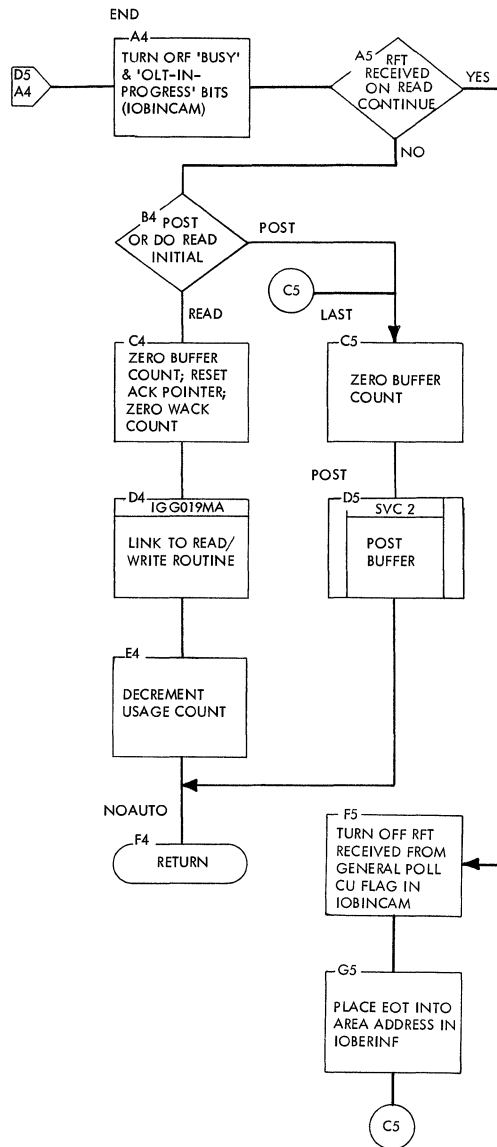 END
A4
D5
A4
TURN OFF 'BUSY'
& 'OLT-IN-
PROGRESS' BITS
(IOBINCAM)
A5
RFT
RECEIVED
ON READ
CONTINUE
YES
NO
B4
POST
OR DO READ
INITIAL
POST
C5
LAST
READ
C4
ZERO BUFFER
COUNT; RESET
ACK POINTER;
ZERO WACK
COUNT
C5
ZERO BUFFER
COUNT
POST
D4
IGG019MA
LINK TO READ/
WRITE ROUTINE
D5
SVC 2
POST
BUFFER
E4
DECREMENT
USAGE COUNT
NOAUTO
F4
RETURN
F5
TURN OFF RFT
RECEIVED FROM
GENERAL POLL
CU FLAG IN
IOBINCAM
G5
PLACE EOT INTO
AREA ADDRESS IN
IOBERINF
C5